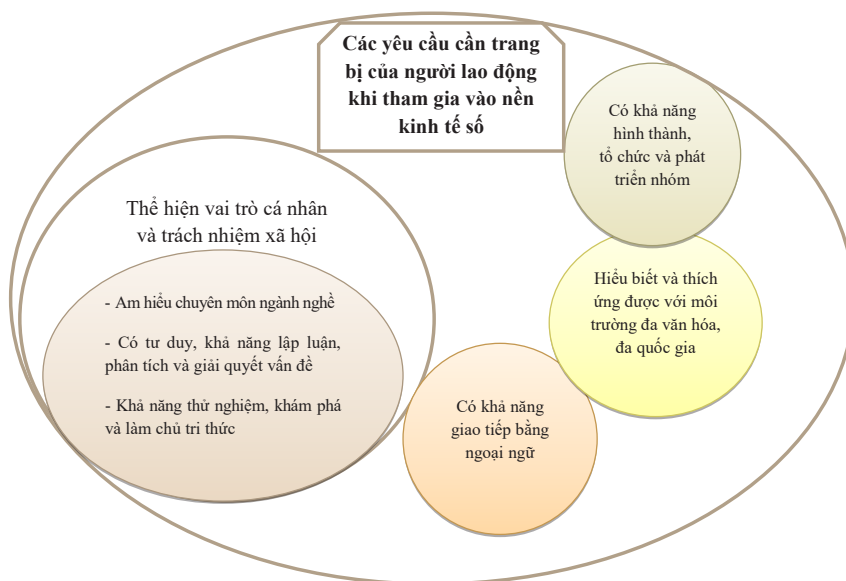 Các yêu cầu cần trang
bị của người lao động
khi tham gia vào nền
kinh tế số
Có khả năng
hình thành,
tổ chức và phát
triển nhóm
Thể hiện vai trò cá nhân
và trách nhiệm xã hội
- Am hiểu chuyên môn ngành nghề
- Có tư duy, khả năng lập luận,
phân tích và giải quyết vấn đề
- Khả năng thử nghiệm, khám phá
và làm chủ tri thức
Hiểu biết và thích
ứng được với môi
trường đa văn hóa,
đa quốc gia
Có khả năng
giao tiếp bằng
ngoại ngữ